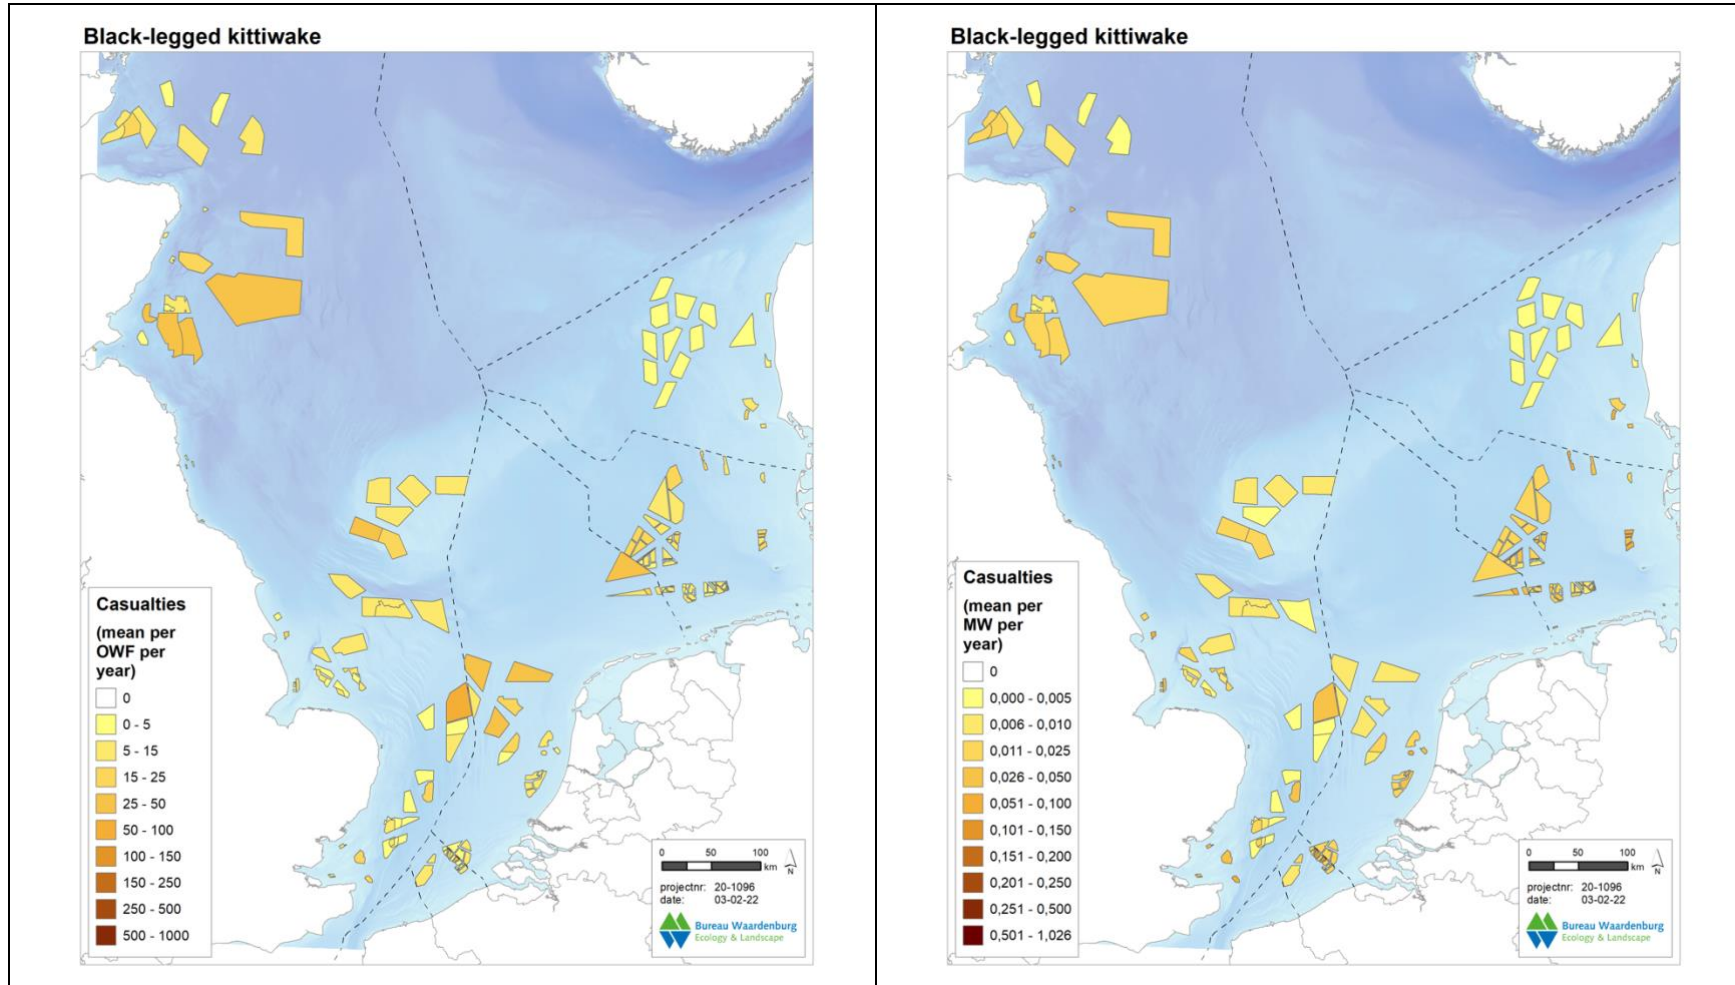 Black-legged kittiwake
Casualties
(mean per
OWF per
year)
0
0 - 5
5 - 15
15 - 25
25 - 50
50 - 100
100 - 150
150 - 250
250 - 500
500 - 1000
0 50 100
km
N
projectnr: 20-1096
date: 03-02-22
Bureau Waardenburg
Ecology & Landscape
Black-legged kittiwake
Casualties
(mean per
MW per
year)
0
0,000 - 0,005
0,006 - 0,010
0,011 - 0,025
0,026 - 0,050
0,051 - 0,100
0,101 - 0,150
0,151 - 0,200
0,201 - 0,250
0,251 - 0,500
0,501 - 1,026
0 50 100
km
N
projectnr: 20-1096
date: 03-02-22
Bureau Waardenburg
Ecology & Landscape